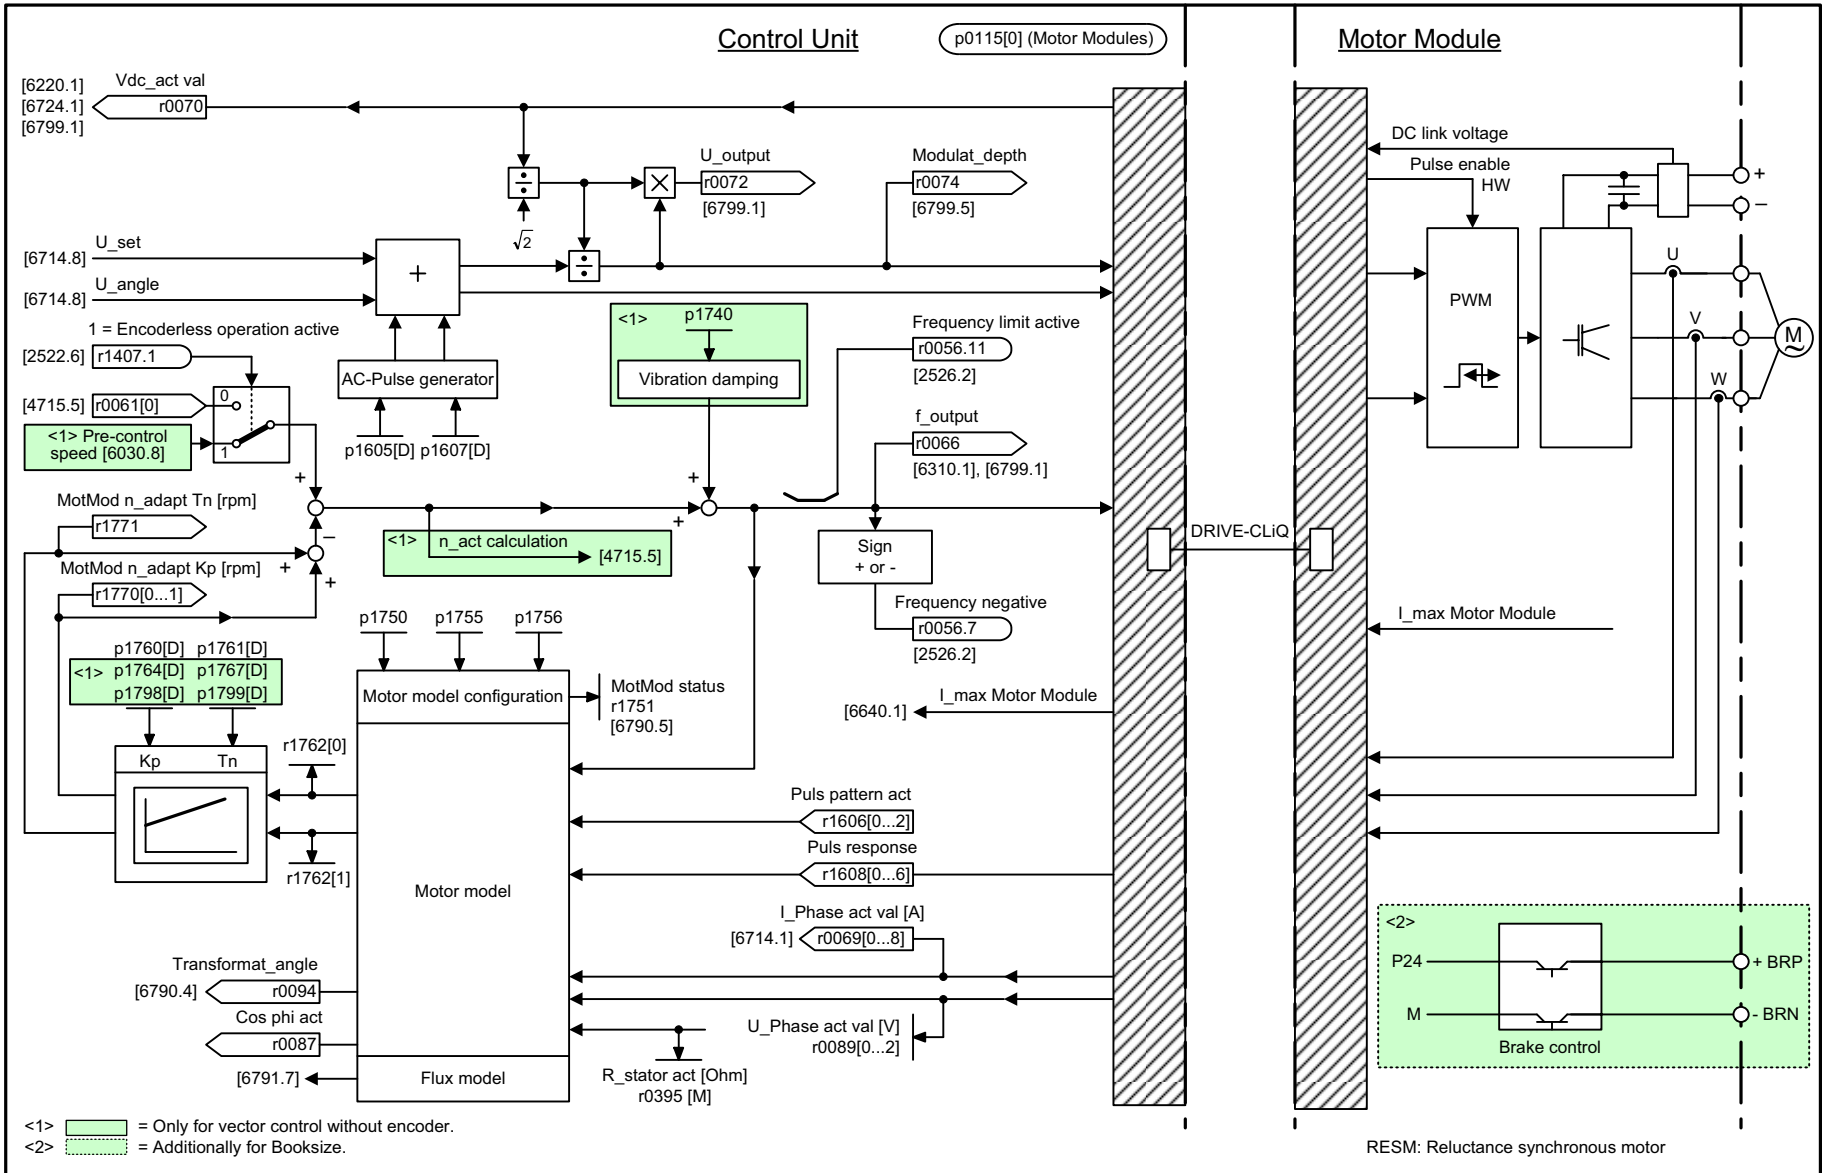 Control Unit
p0115[0] (Motor Modules)
Motor Module
[6220.1]
[6724.1]
[6799.1]
Vdc_act val
r0070
÷
√2
×
U_output
r0072
[6799.1]
Modulat_depth
r0074
[6799.5]
÷
[6714.8]
U_set
[6714.8]
U_angle
+
1 = Encoderless operation active
[2522.6]
r1407.1
[4715.5]
r0061[0]
0
1
<1> Pre-control
speed [6030.8]
AC-Pulse generator
p1605[D]
p1607[D]
<1>
p1740
Vibration damping
Frequency limit active
r0056.11
[2526.2]
f_output
r0066
[6310.1], [6799.1]
+
−
+
+
+
+
MotMod n_adapt Tn [rpm]
r1771
MotMod n_adapt Kp [rpm]
r1770[0...1]
<1>
n_act calculation
[4715.5]
Sign
+ or -
Frequency negative
r0056.7
[2526.2]
p1760[D]
p1761[D]
<1>
p1764[D]
p1767[D]
p1798[D]
p1799[D]
Kp
Tn
r1762[0]
r1762[1]
p1750
p1755
p1756
Motor model configuration
MotMod status
r1751
[6790.5]
[6640.1]
I_max Motor Module
Motor model
Puls pattern act
r1606[0...2]
Puls response
r1608[0...6]
I_Phase act val [A]
[6714.1]
r0069[0...8]
Transformat_angle
[6790.4]
r0094
Cos phi act
r0087
[6791.7]
Flux model
U_Phase act val [V]
r0089[0...2]
R_stator act [Ohm]
r0395 [M]
DRIVE-CLiQ
DC link voltage
Pulse enable
HW
PWM
+
−
U
V
W
M
~
I_max Motor Module
<2>
P24
M
+ BRP
- BRN
Brake control
<1>
= Only for vector control without encoder.
<2>
= Additionally for Booksize.
RESM: Reluctance synchronous motor